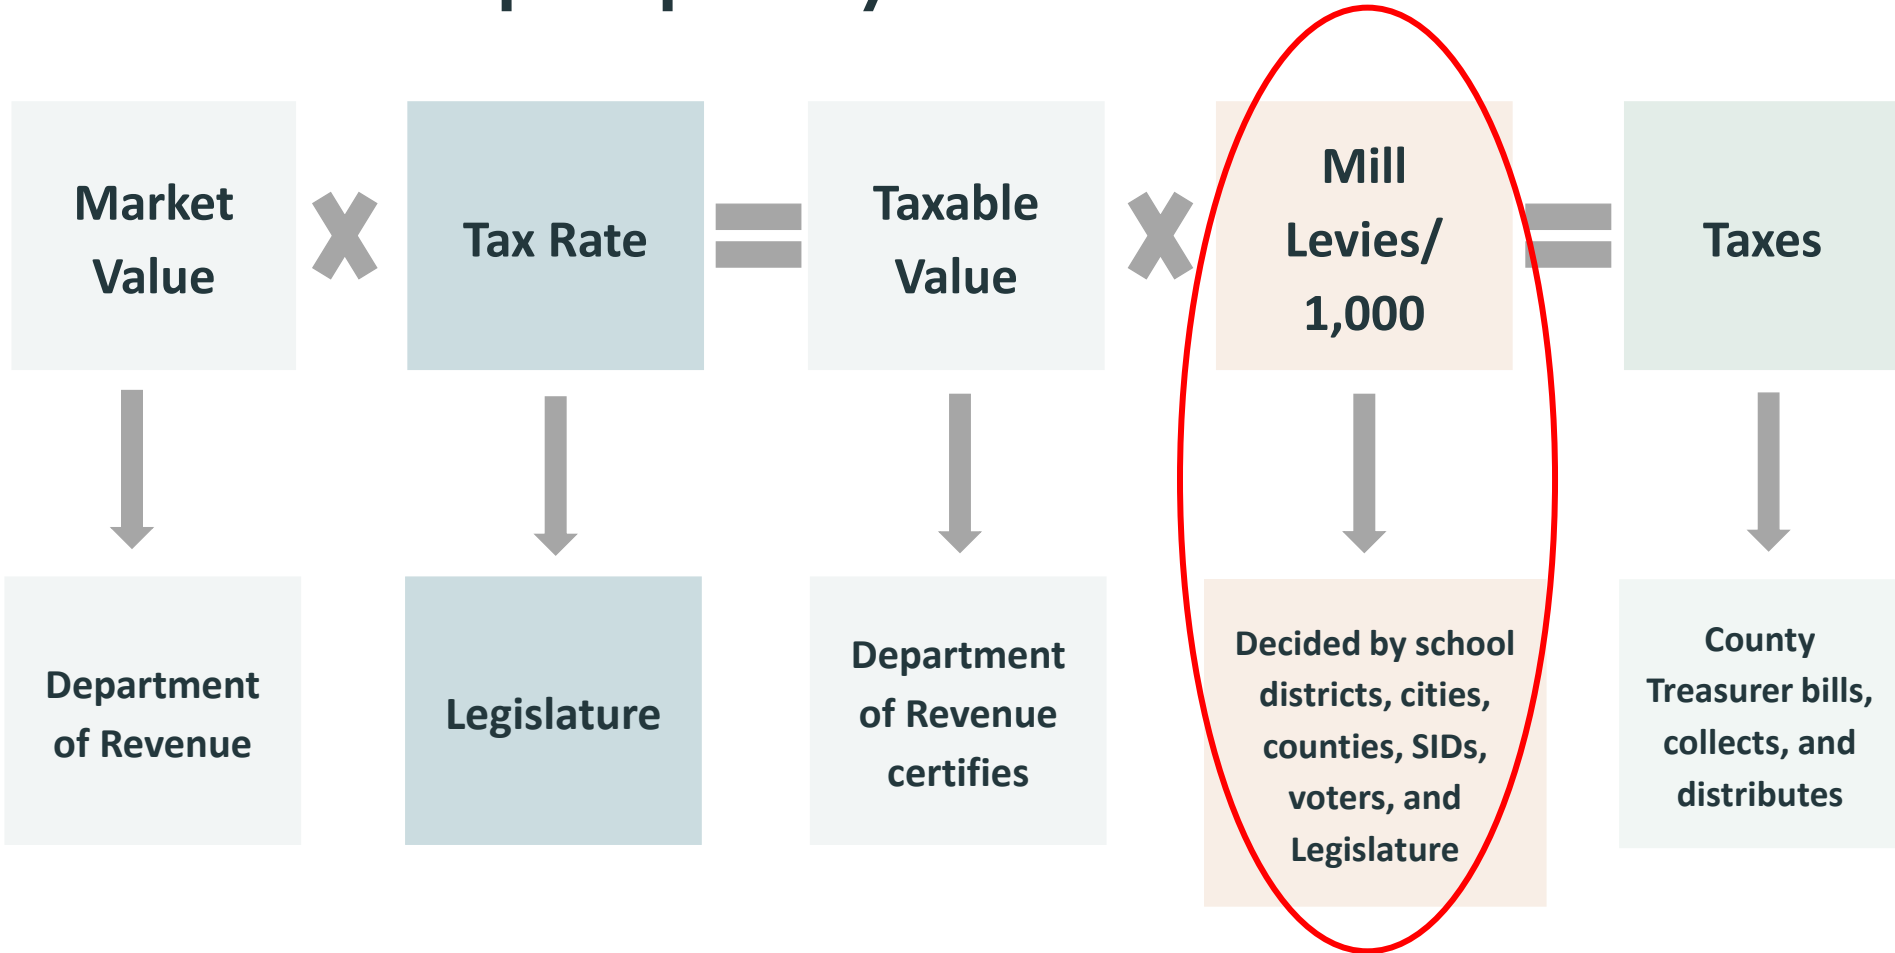 Market
Value
Tax Rate
Taxable
Value
Mill
Levies/
1,000
Taxes
Department
of Revenue
Legislature
Department
of Revenue
certifies
Decided by school
districts, cities,
counties, SIDs,
voters, and
Legislature
County
Treasurer bills,
collects, and
distributes